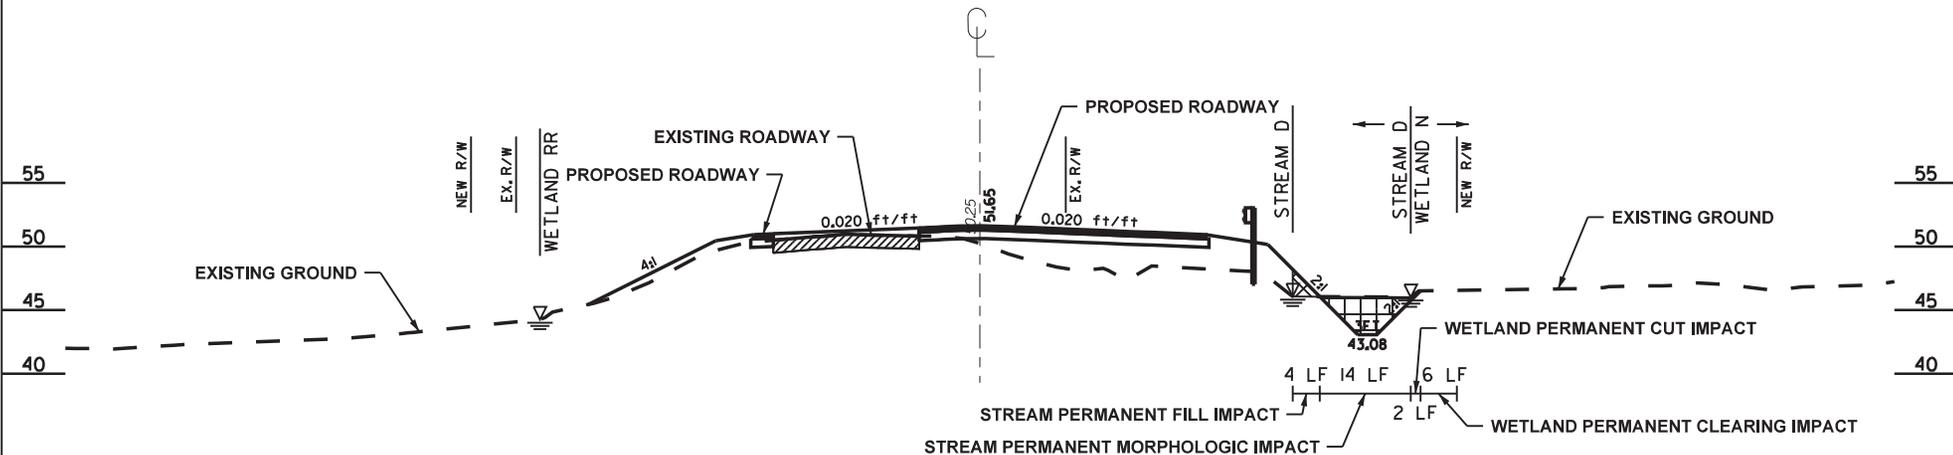 CL
PROPOSED ROADWAY
EXISTING ROADWAY
PROPOSED ROADWAY
NEW R/W
EX. R/W
WETLAND RR
EX. R/W
STREAM D
STREAM D
WETLAND N
NEW R/W
55
55
51.65
0.020 ft/ft
0.020 ft/ft
EXISTING GROUND
50
50
EXISTING GROUND
4:1
2:1
2:1
45
45
3FT
43.08
WETLAND PERMANENT CUT IMPACT
40
40
4 LF
14 LF
6 LF
2 LF
STREAM PERMANENT FILL IMPACT
WETLAND PERMANENT CLEARING IMPACT
STREAM PERMANENT MORPHOLOGIC IMPACT